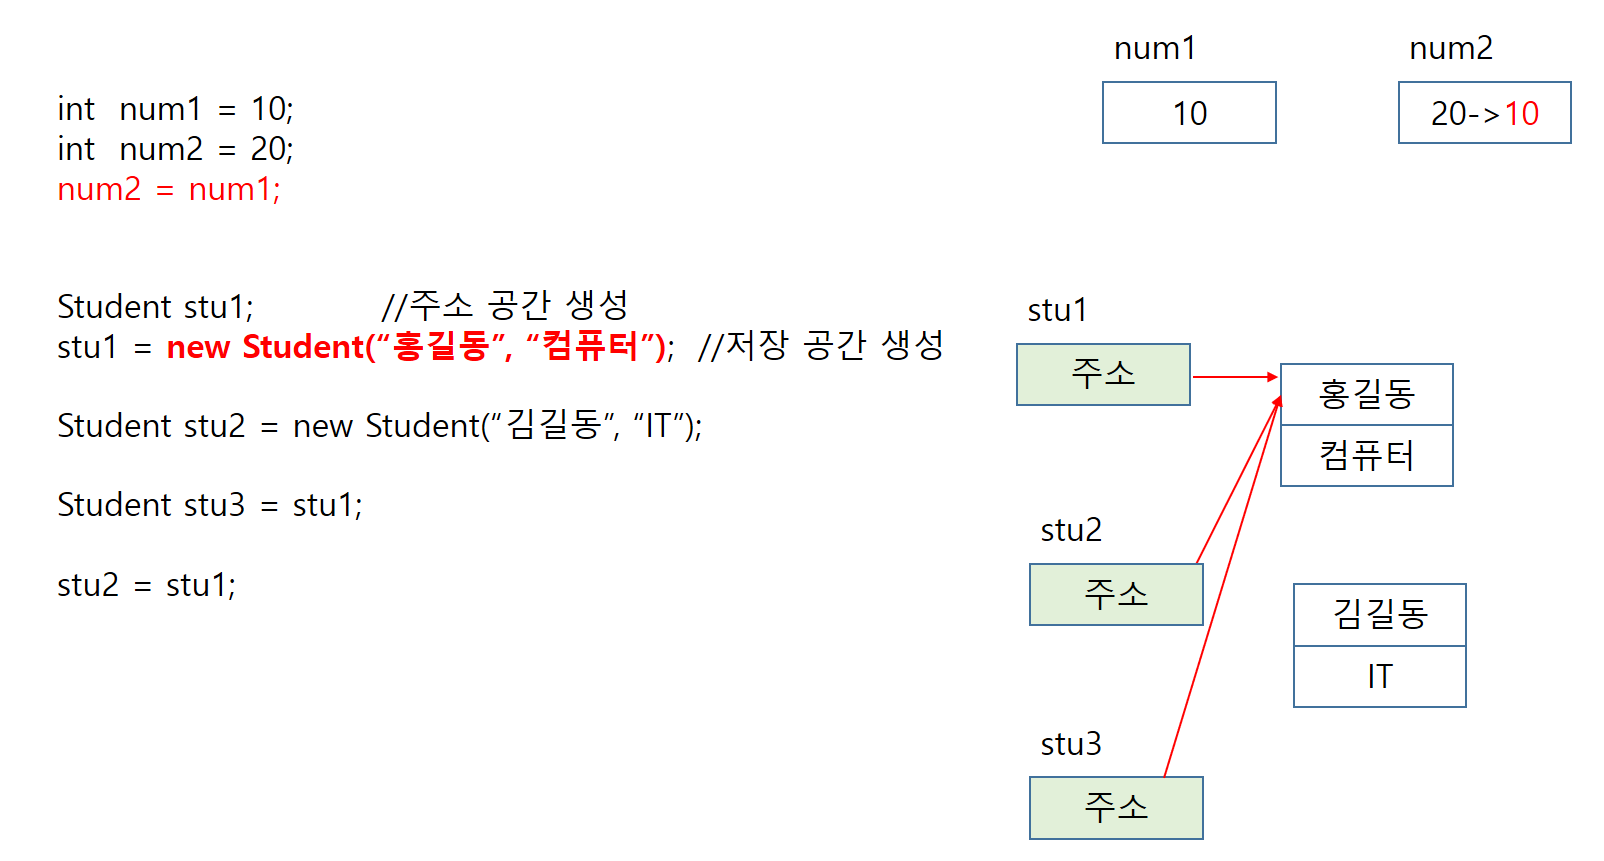 int num1 = 10;
int num2 = 20;
num2 = num1;
Student stu1; //주소 공간 생성
stu1 = new Student(“홍길동”, “컴퓨터”); //저장 공간 생성
Student stu2 = new Student(“김길동”, “IT”);
Student stu3 = stu1;
stu2 = stu1;
num1
10
num2
20->10
stu1
주소
홍길동
컴퓨터
stu2
주소
김길동
IT
stu3
주소